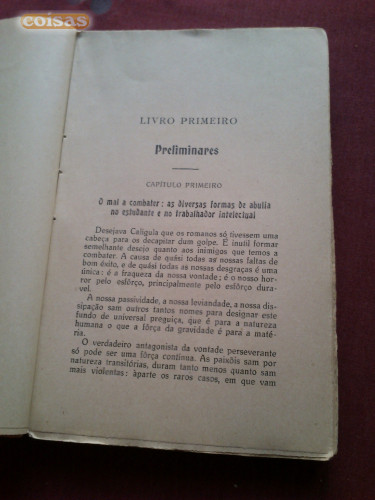 coisas
LIVRO PRIMEIRO
Preliminares
CAPÍTULO PRIMEIRO
O mal a combater: as diversas formas de abulia
no estudante e no trabalhador intelectual
Desejava Calígula que os romanos só tivessem uma
cabeça para os decapitar dum golpe. É inutil formar
semelhante desejo quanto aos inimigos que temos a
combater. A causa de quási todas as nossas faltas de
bom êxito, e de quási todas as nossas desgraças é uma
única: é a fraqueza da nossa vontade; é o nosso hor-
ror pelo esfôrço, principalmente pelo esfôrço dura-
vel.
A nossa passividade, a nossa leviandade, a nossa dis-
sipação sam outros tantos nomes para designar este
fundo de universal preguiça, que é para a natureza
humana o que a fôrça da gravidade é para a maté-
ria.
O verdadeiro antagonista da vontade perseverante
só pode ser uma fôrça contínua. As paixõis sam por
natureza transitórias, duram tanto menos quanto sam
mais violentas: àparte os raros casos, em que vam